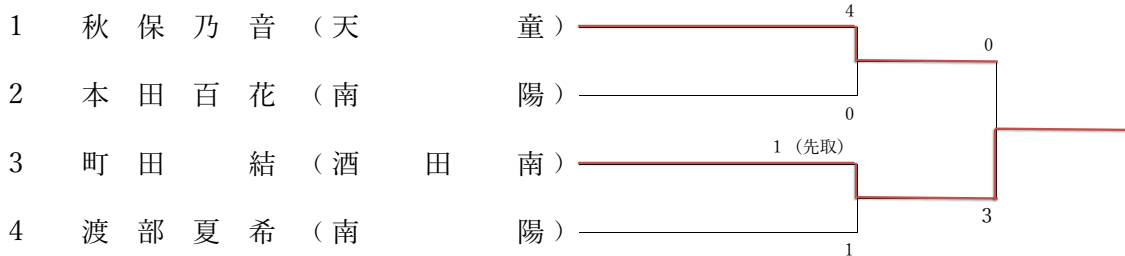 1 秋保乃音(天童) 4
0
2 本田百花(南陽) 0
3 町田結(酒田南) 1(先取)
3
4 渡部夏希(南陽) 1